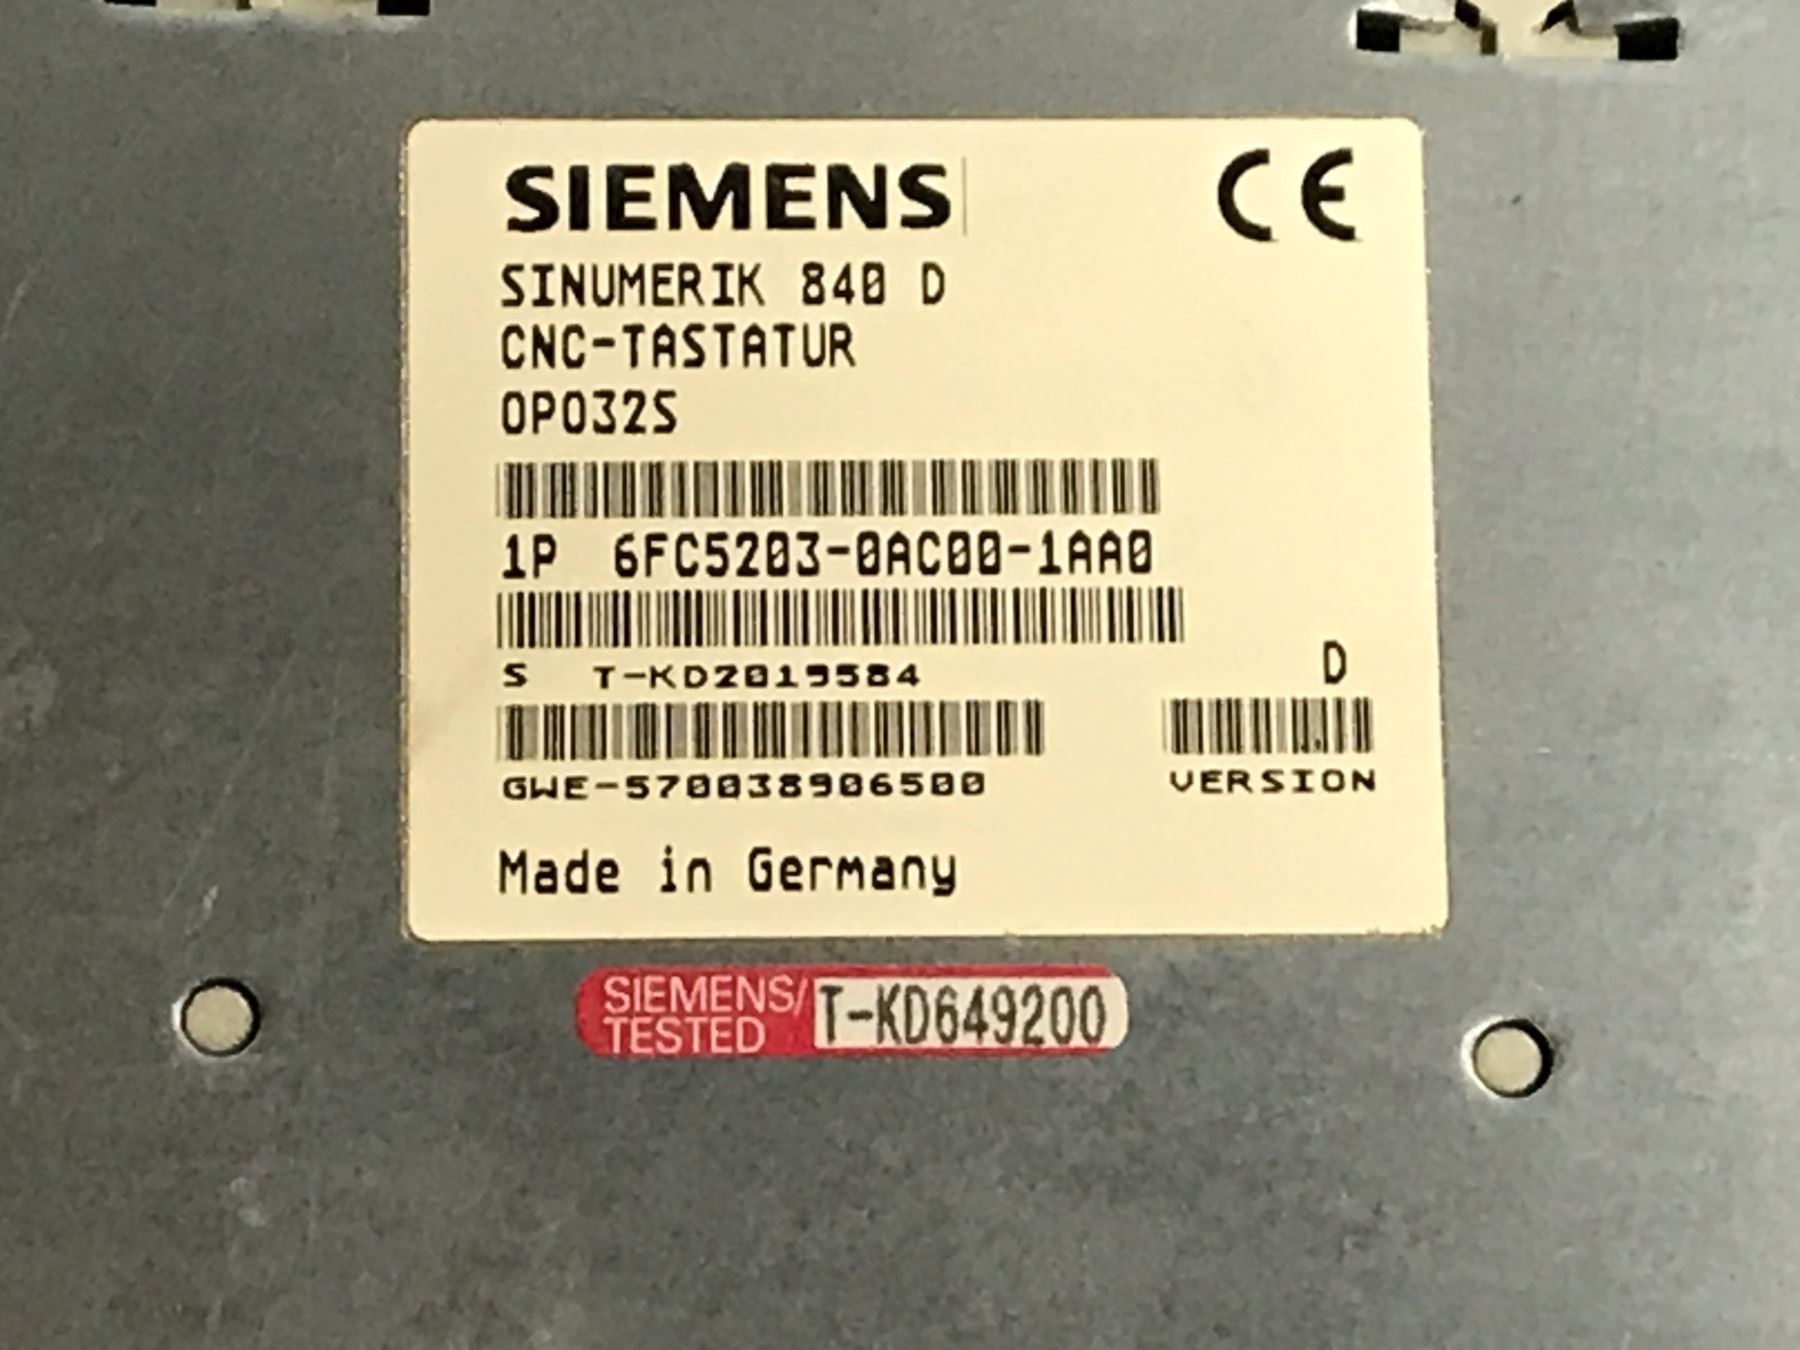 SIEMENS CE
SINUMERIK 840 D
CNC-TASTATUR
OP032S
1P 6FC5203-0AC00-1AA0
S T-KD2019584 D
GWE-570038906500 VERSION
Made in Germany
SIEMENS/ T-KD649200
TESTED